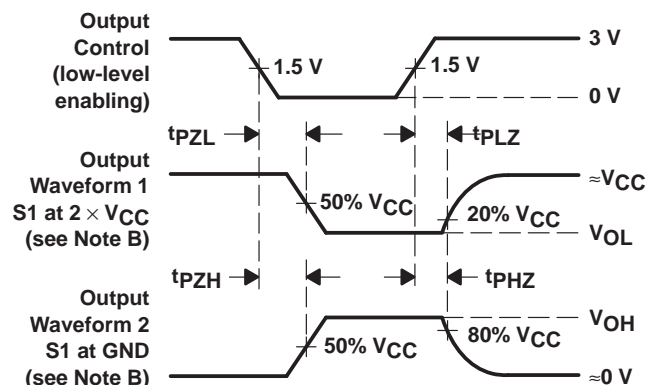 Output
Control
(low-level
enabling)
3 V
1.5 V
1.5 V
0 V
tPZL
tPLZ
Output
Waveform 1
S1 at 2 × VCC
(see Note B)
≈VCC
50% VCC
20% VCC
VOL
tPZH
tPHZ
Output
Waveform 2
S1 at GND
(see Note B)
VOH
50% VCC
80% VCC
≈0 V